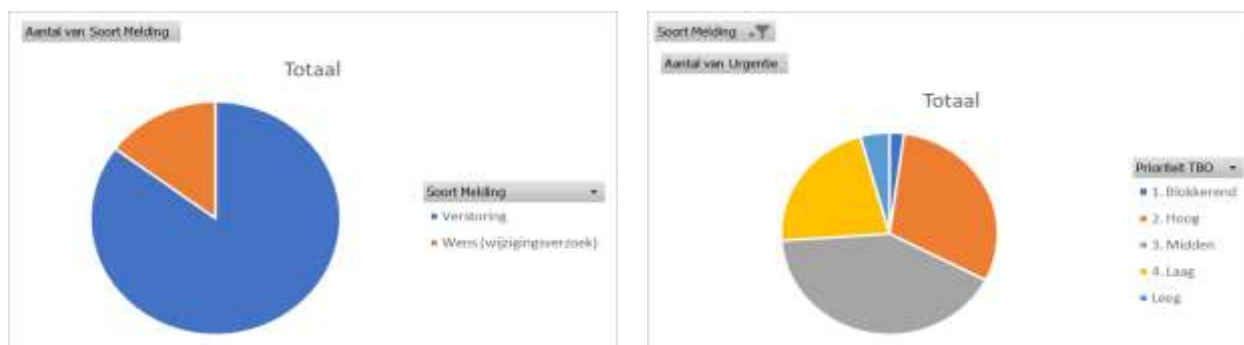 Aantal van Soort Melding
Totaal
Soort Melding
Verstoring
Wens (wijzigingsverzoek)
Soort Melding
Aantal van Urgentie
Totaal
Prioriteit TBO
1. Blokkerend
2. Hoog
3. Midden
4. Laag
Leeg